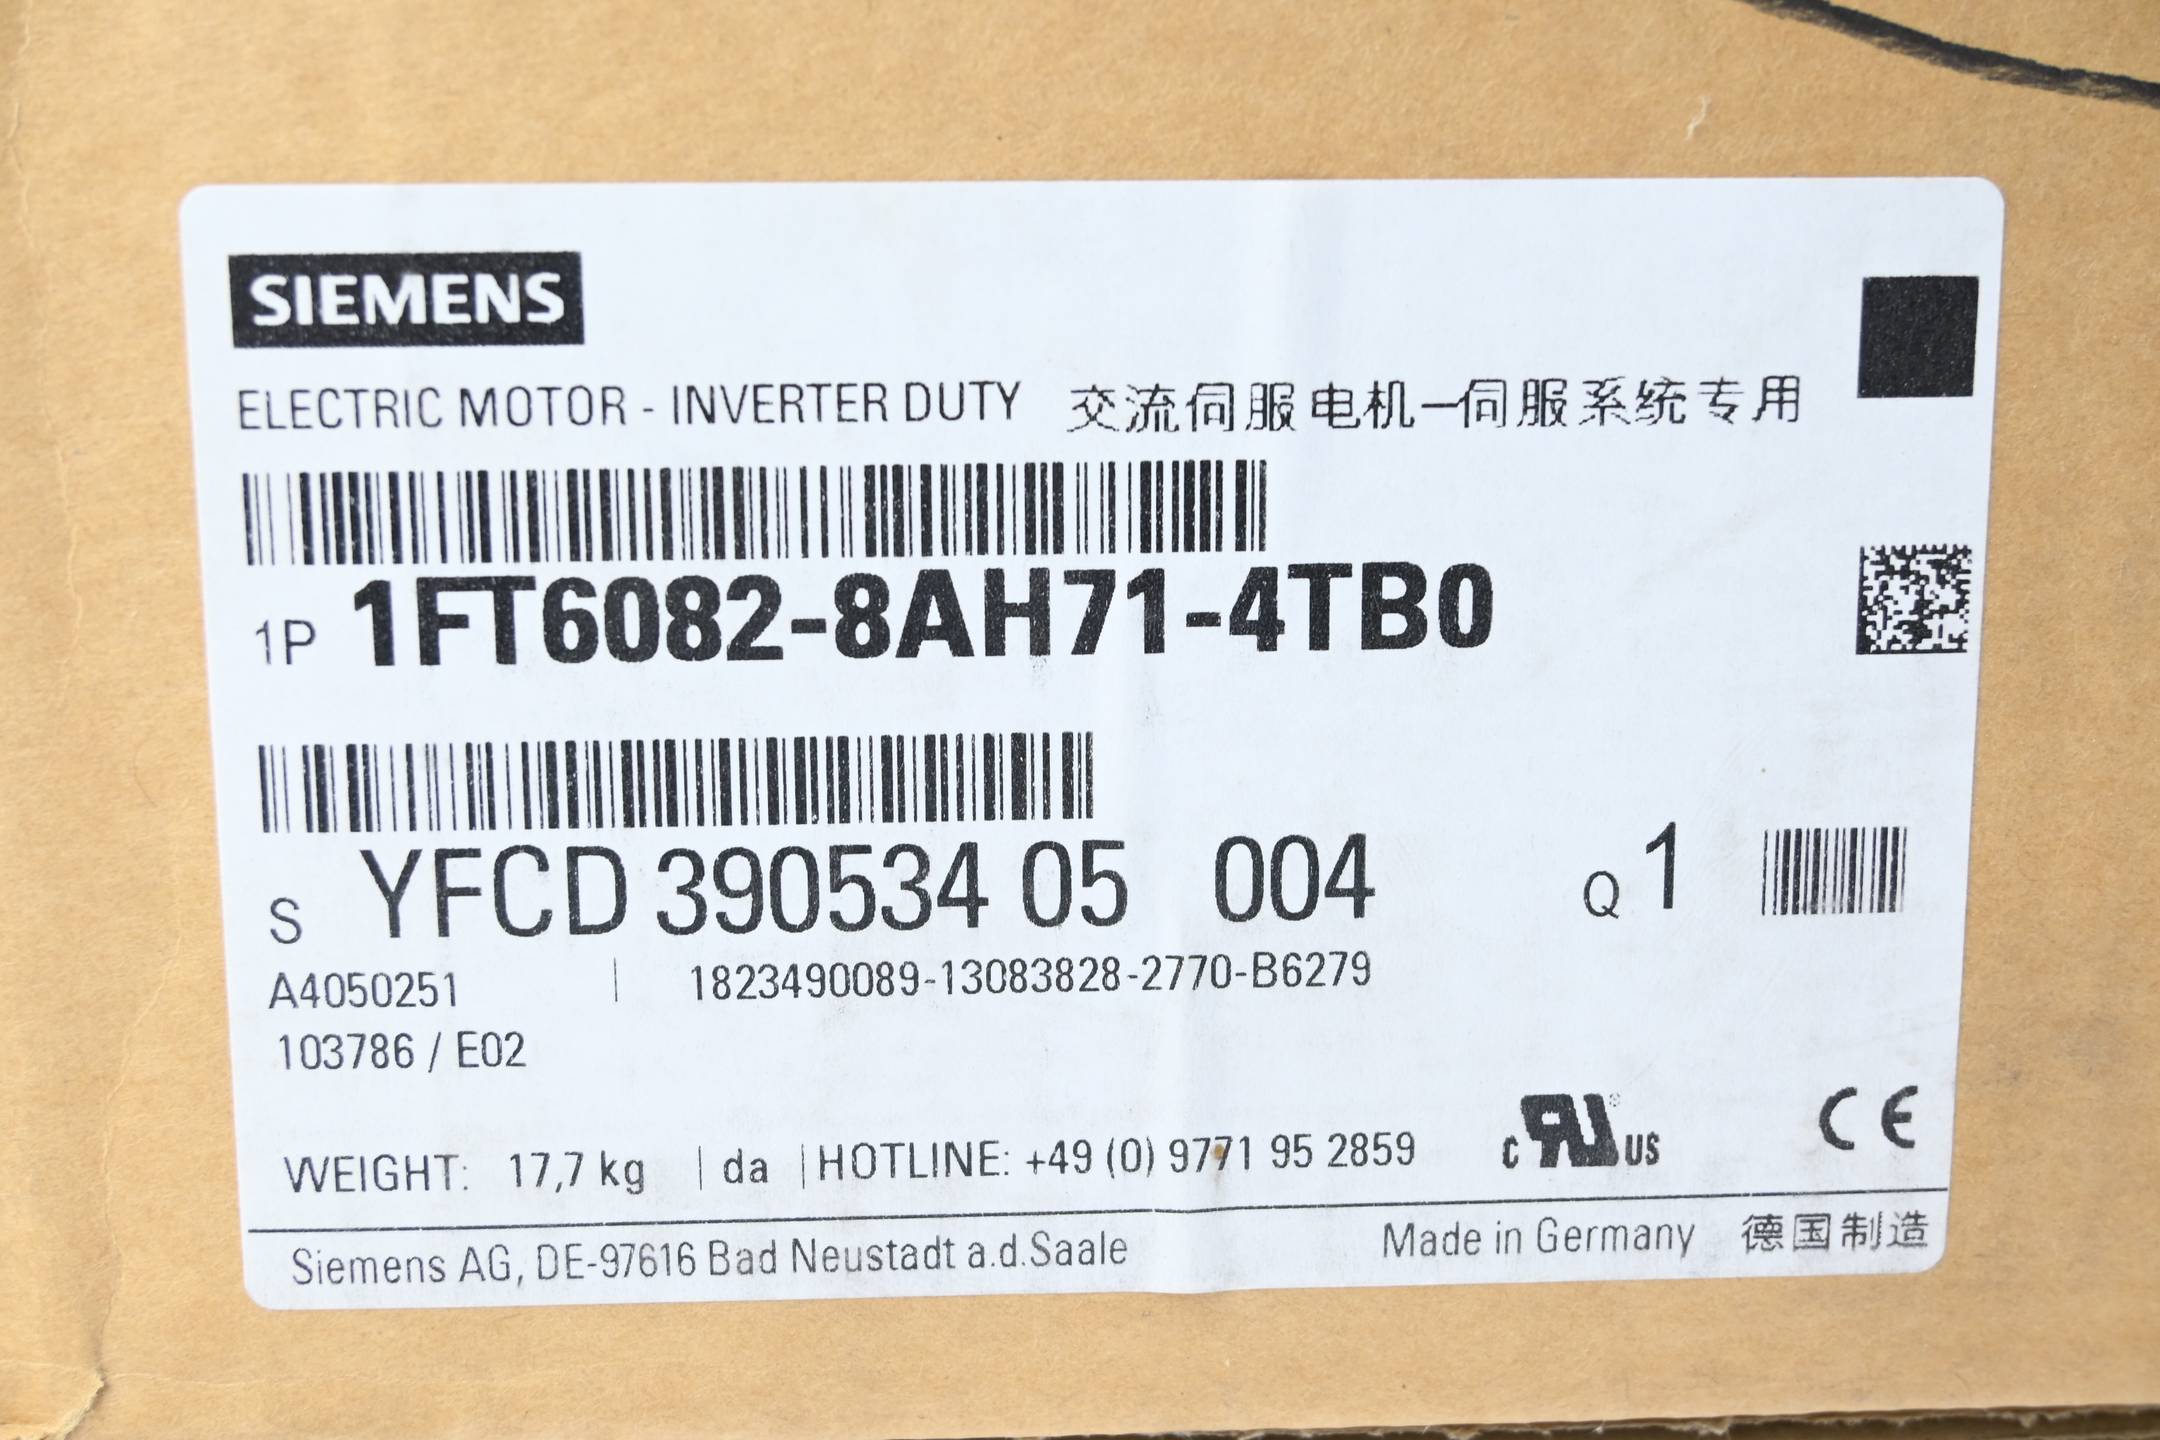 SIEMENS
ELECTRIC MOTOR - INVERTER DUTY 交流伺服电机—伺服系统专用
1P 1FT6082-8AH71-4TB0
S YFCD 390534 05 004 Q 1
A4050251 | 1823490089-13083828-2770-B6279
103786 / E02
WEIGHT: 17,7 kg | da | HOTLINE: +49 (0) 9771 95 2859 c RU ® US CE
Siemens AG, DE-97616 Bad Neustadt a.d.Saale Made in Germany 德国制造